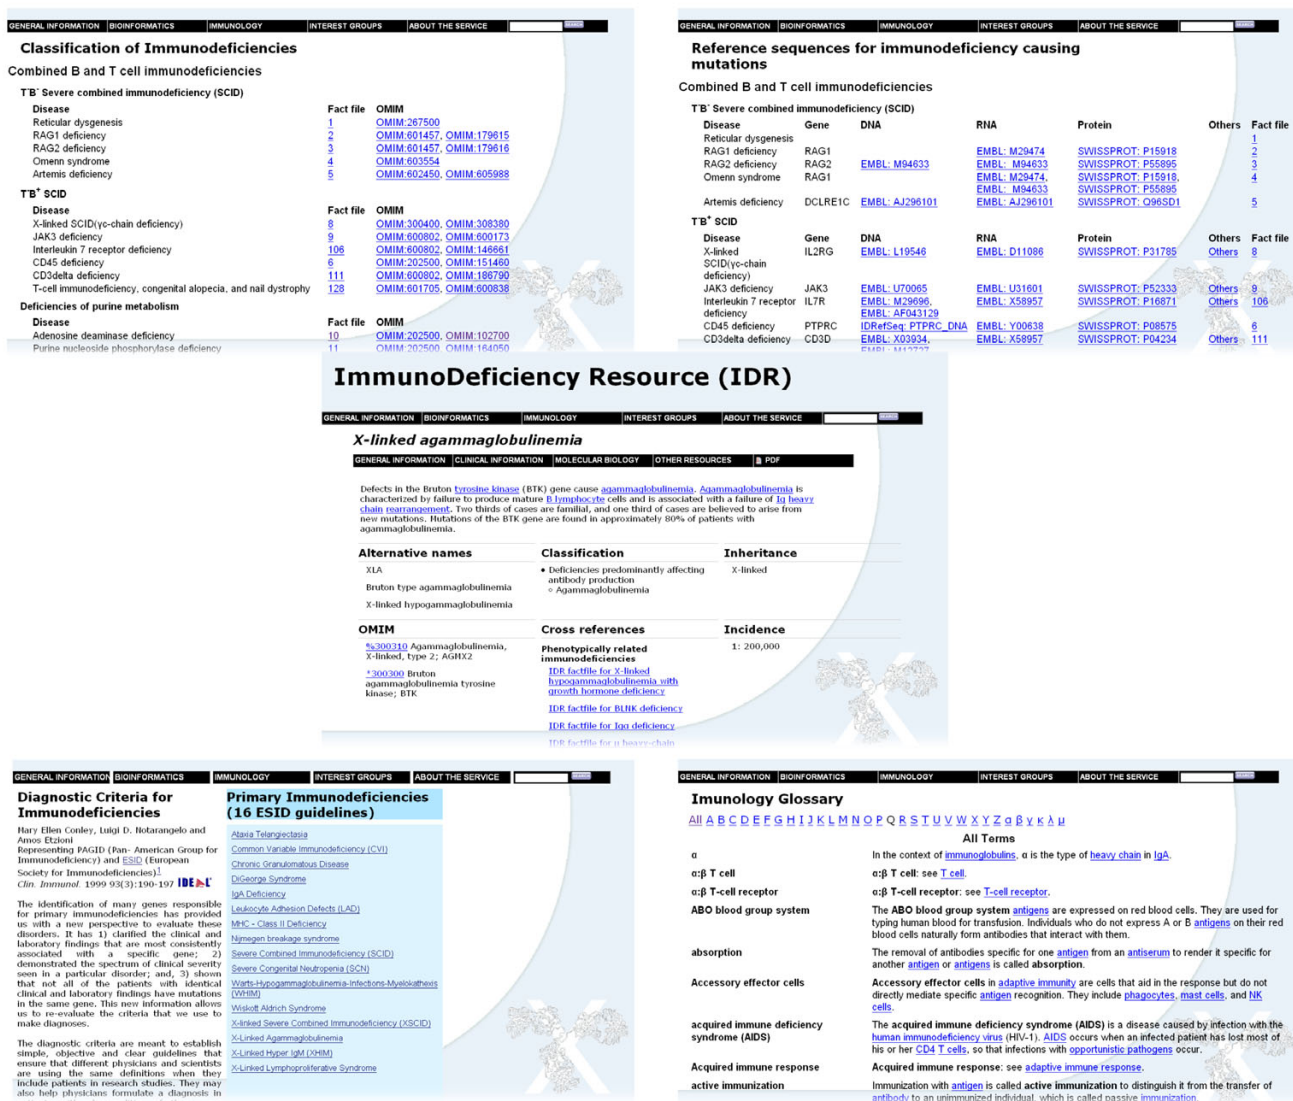 GENERAL INFORMATION BIOINFORMATICS IMMUNOLOGY INTEREST GROUPS ABOUT THE SERVICE SEARCH
Classification of Immunodeficiencies
Combined B and T cell immunodeficiencies
T-B- Severe combined immunodeficiency (SCID)
Disease Fact file OMIM
Reticular dysgenesis 1 OMIM:267500
RAG1 deficiency 2 OMIM:601457, OMIM:179615
RAG2 deficiency 3 OMIM:601457, OMIM:179616
Omenn syndrome 4 OMIM:603554
Artemis deficiency 5 OMIM:602450, OMIM:605988
T-B+ SCID
Disease Fact file OMIM
X-linked SCID(γc-chain deficiency) 8 OMIM:300400, OMIM:308380
JAK3 deficiency 9 OMIM:600802, OMIM:600173
Interleukin 7 receptor deficiency 106 OMIM:600802, OMIM:146661
CD45 deficiency 6 OMIM:202500, OMIM:151460
CD3delta deficiency 111 OMIM:600802, OMIM:186790
T-cell immunodeficiency, congenital alopecia, and nail dystrophy 128 OMIM:601705, OMIM:600838
Deficiencies of purine metabolism
Disease Fact file OMIM
Adenosine deaminase deficiency 10 OMIM:202500, OMIM:102700
Purine nucleoside phosphorylase deficiency 11 OMIM:202500, OMIM:164050
GENERAL INFORMATION BIOINFORMATICS IMMUNOLOGY INTEREST GROUPS ABOUT THE SERVICE SEARCH
Reference sequences for immunodeficiency causing
mutations
Combined B and T cell immunodeficiencies
T-B- Severe combined immunodeficiency (SCID)
Disease Gene DNA RNA Protein Others Fact file
Reticular dysgenesis 1
RAG1 deficiency RAG1 EMBL: M29474 SWISSPROT: P15918 2
RAG2 deficiency RAG2 EMBL: M94633 EMBL: M94633 SWISSPROT: P55895 3
Omenn syndrome RAG1 EMBL: M29474, SWISSPROT: P15918, 4
EMBL: M94633 SWISSPROT: P55895
Artemis deficiency DCLRE1C EMBL: AJ296101 EMBL: AJ296101 SWISSPROT: Q96SD1 5
T-B+ SCID
Disease Gene DNA RNA Protein Others Fact file
X-linked IL2RG EMBL: L19546 EMBL: D11086 SWISSPROT: P31785 Others 8
SCID(γc-chain
deficiency)
JAK3 deficiency JAK3 EMBL: U70065 EMBL: U31601 SWISSPROT: P52333 Others 9
Interleukin 7 receptor IL7R EMBL: M29696, EMBL: X58957 SWISSPROT: P16871 Others 106
deficiency EMBL: AF043129
CD45 deficiency PTPRC IDRefSeq: PTPRC_DNA EMBL: Y00638 SWISSPROT: P08575 6
CD3delta deficiency CD3D EMBL: X03934, EMBL: X58957 SWISSPROT: P04234 Others 111
EMBL: M12727
ImmunoDeficiency Resource (IDR)
GENERAL INFORMATION BIOINFORMATICS IMMUNOLOGY INTEREST GROUPS ABOUT THE SERVICE SEARCH
X-linked agammaglobulinemia
GENERAL INFORMATION CLINICAL INFORMATION MOLECULAR BIOLOGY OTHER RESOURCES PDF
Defects in the Bruton tyrosine kinase (BTK) gene cause agammaglobulinemia. Agammaglobulinemia is
characterized by failure to produce mature B lymphocyte cells and is associated with a failure of Ig heavy
chain rearrangement. Two thirds of cases are familial, and one third of cases are believed to arise from
new mutations. Mutations of the BTK gene are found in approximately 80% of patients with
agammaglobulinemia.
Alternative names Classification Inheritance
XLA • Deficiencies predominantly affecting X-linked
antibody production
Bruton type agammaglobulinemia ◦ Agammaglobulinemia
X-linked hypogammaglobulinemia
OMIM Cross references Incidence
%300310 Agammaglobulinemia, Phenotypically related 1: 200,000
X-linked, type 2; AGMX2 immunodeficiencies
*300300 Bruton IDR factfile for X-linked
agammaglobulinemia tyrosine hypogammaglobulinemia with
kinase; BTK growth hormone deficiency
IDR factfile for BLNK deficiency
IDR factfile for Igα deficiency
IDR factfile for μ heavy-chain
GENERAL INFORMATION BIOINFORMATICS IMMUNOLOGY INTEREST GROUPS ABOUT THE SERVICE SEARCH
Diagnostic Criteria for
Immunodeficiencies
Mary Ellen Conley, Luigi D. Notarangelo and
Amos Etzioni
Representing PAGID (Pan- American Group for
Immunodeficiency) and ESID (European
Society for Immunodeficiencies)1
Clin. Immunol. 1999 93(3):190-197 IDEAL
The identification of many genes responsible
for primary immunodeficiencies has provided
us with a new perspective to evaluate these
disorders. It has 1) clarified the clinical and
laboratory findings that are most consistently
associated with a specific gene; 2)
demonstrated the spectrum of clinical severity
seen in a particular disorder; and, 3) shown
that not all of the patients with identical
clinical and laboratory findings have mutations
in the same gene. This new information allows
us to re-evaluate the criteria that we use to
make diagnoses.
The diagnostic criteria are meant to establish
simple, objective and clear guidelines that
ensure that different physicians and scientists
are using the same definitions when they
include patients in research studies. They may
also help physicians formulate a diagnosis in
Primary Immunodeficiencies
(16 ESID guidelines)
Ataxia Telangiectasia
Common Variable Immunodeficiency (CVI)
Chronic Granulomatous Disease
DiGeorge Syndrome
IgA Deficiency
Leukocyte Adhesion Defects (LAD)
MHC - Class II Deficiency
Nijmegen breakage syndrome
Severe Combined Immunodeficiency (SCID)
Severe Congenital Neutropenia (SCN)
Warts-Hypogammaglobulinemia-Infections-Myelokathexis
(WHIM)
Wiskott Aldrich Syndrome
X-linked Severe Combined Immunodeficiency (XSCID)
X-Linked Agammaglobulinemia
X-Linked Hyper IgM (XHIM)
X-Linked Lymphoproliferative Syndrome
GENERAL INFORMATION BIOINFORMATICS IMMUNOLOGY INTEREST GROUPS ABOUT THE SERVICE SEARCH
Imunology Glossary
All A B C D E F G H I J K L M N O P Q R S T U V W X Y Z α β γ κ λ μ
All Terms
α In the context of immunoglobulins, α is the type of heavy chain in IgA.
α:β T cell α:β T cell: see T cell.
α:β T-cell receptor α:β T-cell receptor: see T-cell receptor.
ABO blood group system The ABO blood group system antigens are expressed on red blood cells. They are used for
typing human blood for transfusion. Individuals who do not express A or B antigens on their red
blood cells naturally form antibodies that interact with them.
absorption The removal of antibodies specific for one antigen from an antiserum to render it specific for
another antigen or antigens is called absorption.
Accessory effector cells Accessory effector cells in adaptive immunity are cells that aid in the response but do not
directly mediate specific antigen recognition. They include phagocytes, mast cells, and NK
cells.
acquired immune deficiency The acquired immune deficiency syndrome (AIDS) is a disease caused by infection with the
syndrome (AIDS) human immunodeficiency virus (HIV-1). AIDS occurs when an infected patient has lost most of
his or her CD4 T cells, so that infections with opportunistic pathogens occur.
Acquired immune response Acquired immune response: see adaptive immune response.
active immunization Immunization with antigen is called active immunization to distinguish it from the transfer of
antibody to an unimmunized individual, which is called passive immunization.